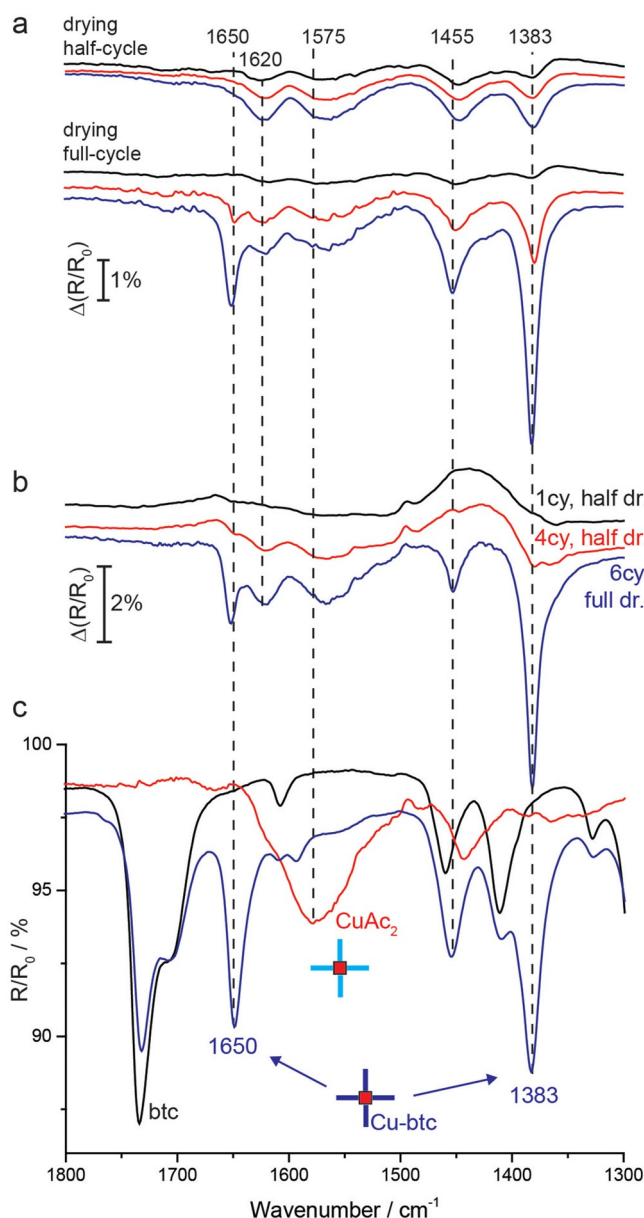 a
drying
half-cycle
1650
1620
1575
1455
1383
drying
full-cycle
Δ(R/R₀)
1%
b
1cy, half dr
4cy, half dr
6cy
full dr.
Δ(R/R₀)
2%
c
100
95
90
R/R₀ / %
CuAc₂
1650
1383
Cu-btc
btc
1800
1700
1600
1500
1400
1300
Wavenumber / cm⁻¹